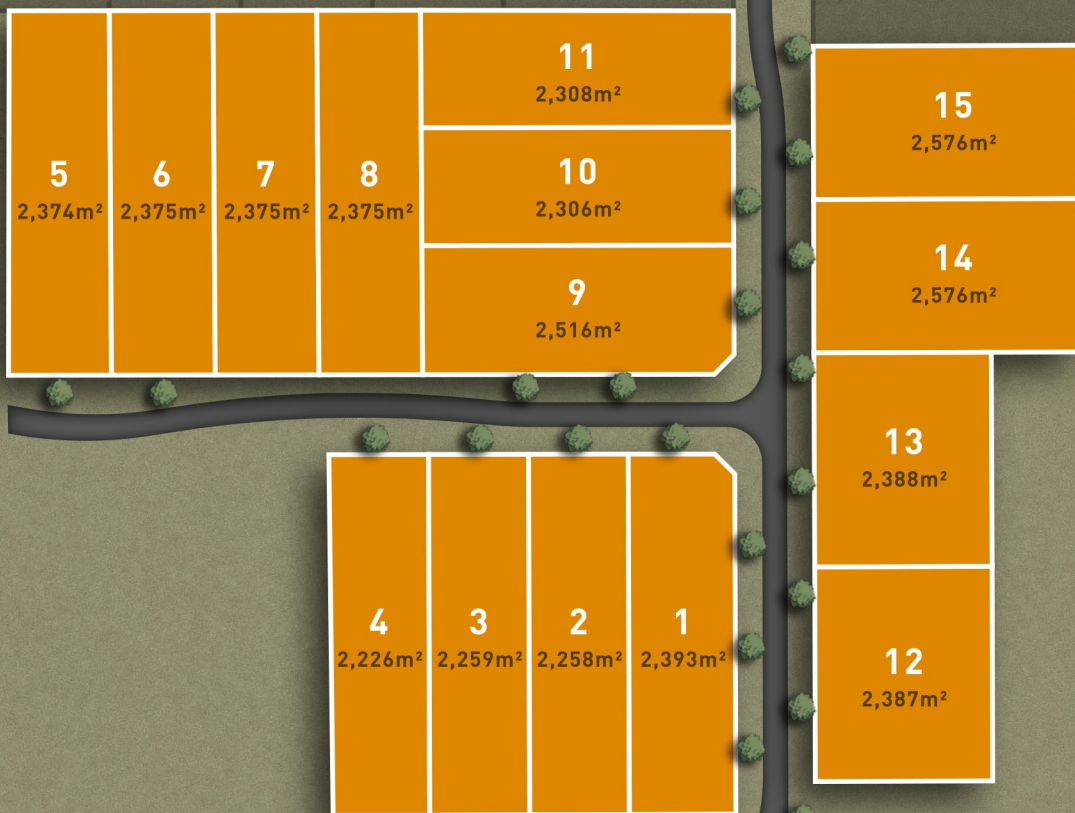 11
2,308m²
15
2,576m²
5
2,374m²
6
2,375m²
7
2,375m²
8
2,375m²
10
2,306m²
14
2,576m²
9
2,516m²
13
2,388m²
4
2,226m²
3
2,259m²
2
2,258m²
1
2,393m²
12
2,387m²